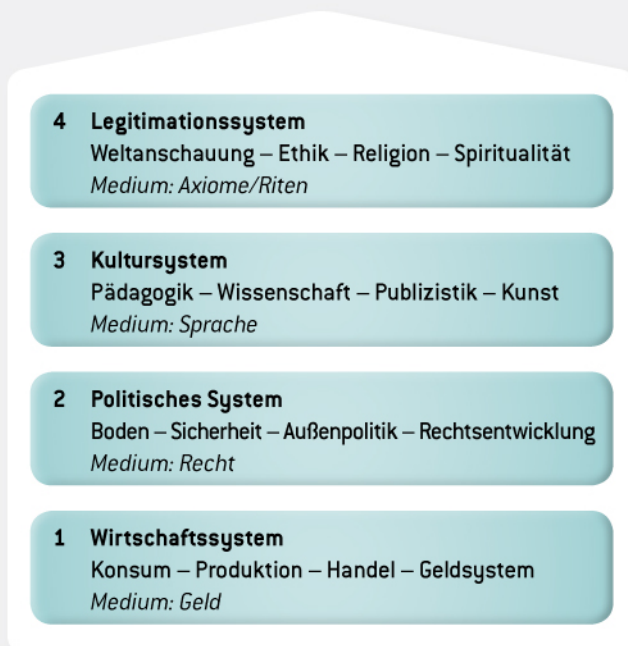 4 Legitimationssystem
Weltanschauung – Ethik – Religion – Spiritualität
Medium: Axiome/Riten
3 Kultursystem
Pädagogik – Wissenschaft – Publizistik – Kunst
Medium: Sprache
2 Politisches System
Boden – Sicherheit – Außenpolitik – Rechtsentwicklung
Medium: Recht
1 Wirtschaftssystem
Konsum – Produktion – Handel – Geldsystem
Medium: Geld